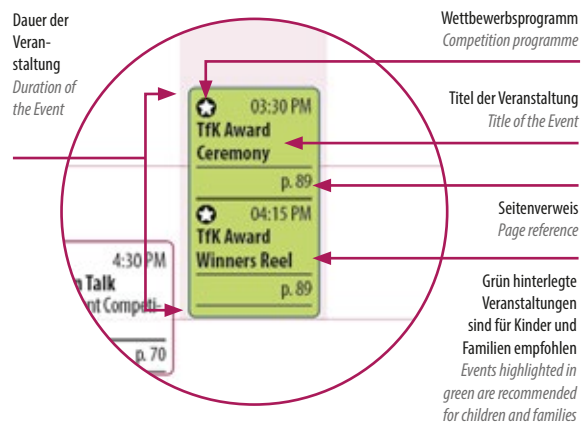 Dauer der
Veran-
staltung
Duration of
the Event
03:30 PM
TfK Award
Ceremony
p. 89
04:15 PM
TfK Award
Winners Reel
p. 89
4:30 PM
Talk
nt Competi-
p. 70
Wettbewerbsprogramm
Competition programme
Titel der Veranstaltung
Title of the Event
Seitenverweis
Page reference
Grün hinterlegte
Veranstaltungen
sind für Kinder und
Familien empfohlen
Events highlighted in
green are recommended
for children and families